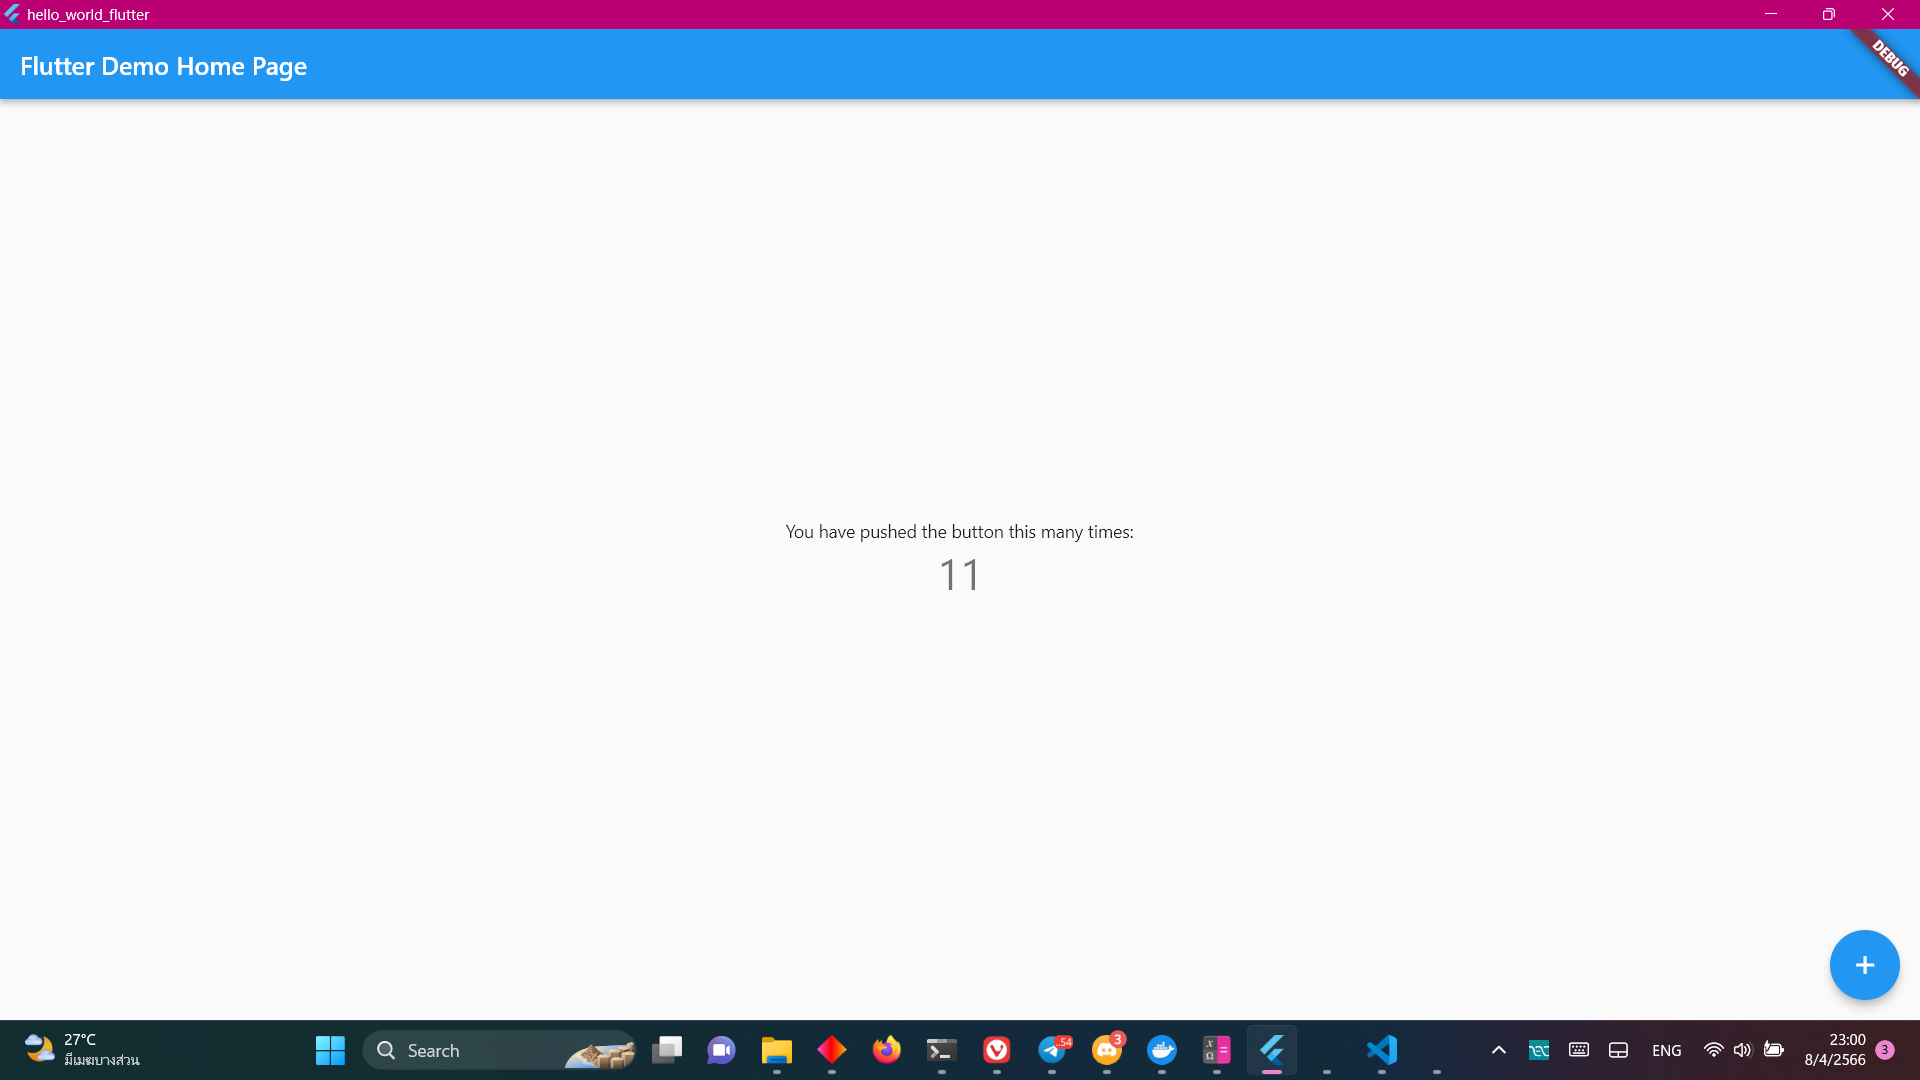 hello_world_flutter
Flutter Demo Home Page
DEBUG
You have pushed the button this many times:
11
27°C
มีเมฆบางส่วน
Search
54
3
ENG
23:00
8/4/2566
3